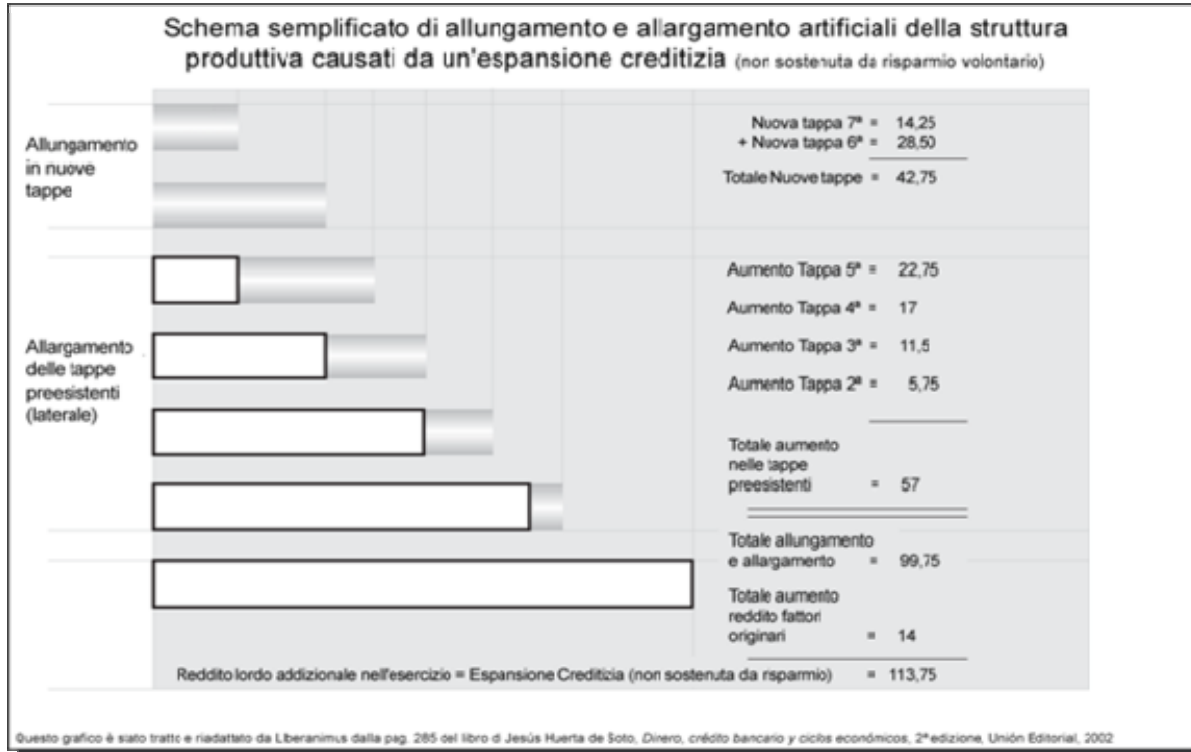 Schema semplificato di allungamento e allargamento artificiali della struttura
produttiva causati da un'espansione creditizia (non sostenuta da risparmio volontario)
Allungamento
in nuove
tappe
Nuova tappa 7ª = 14,25
+ Nuova tappa 6ª = 28,50
Totale Nuove tappe = 42,75
Allargamento
delle tappe
preesistenti
(laterale)
Aumento Tappa 5ª = 22,75
Aumento Tappa 4ª = 17
Aumento Tappa 3ª = 11,5
Aumento Tappa 2ª = 5,75
Totale aumento
nelle tappe
preesistenti = 57
Totale allungamento
e allargamento = 99,75
Totale aumento
reddito fattori
originari = 14
Reddito lordo addizionale nell'esercizio = Espansione Creditizia (non sostenuta da risparmio) = 113,75
Questo grafico è stato tratto e riadattato da Liberanimus dalla pag. 285 del libro d Jesús Huerta de Soto, Dinero, crédito bancario y ciclos económicos, 2ª edizione, Unión Editorial, 2002